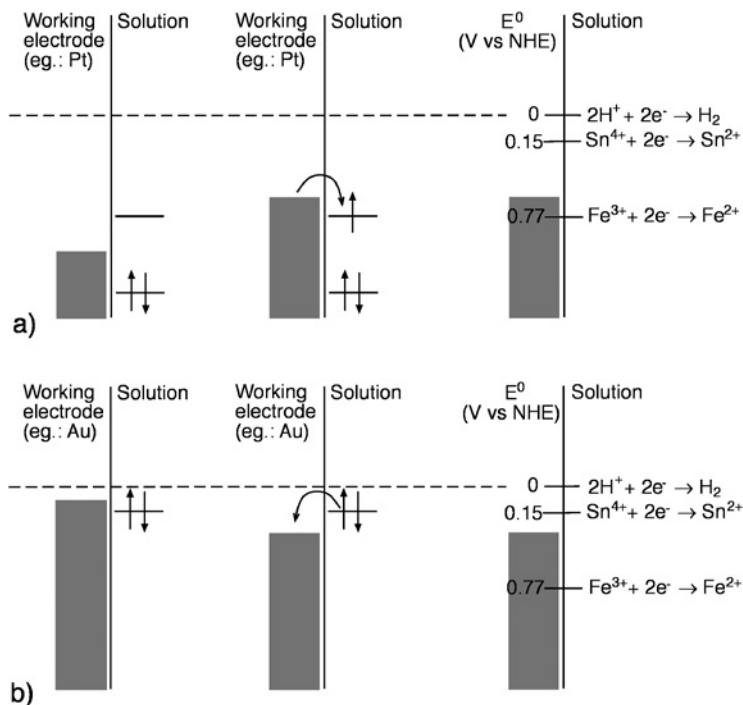 Working
electrode
(eg.: Pt)
Solution
Working
electrode
(eg.: Pt)
Solution
E⁰
(V vs NHE)
Solution
0
2H⁺ + 2e⁻ → H₂
0.15
Sn⁴⁺ + 2e⁻ → Sn²⁺
0.77
Fe³⁺ + 2e⁻ → Fe²⁺
a)
Working
electrode
(eg.: Au)
Solution
Working
electrode
(eg.: Au)
Solution
E⁰
(V vs NHE)
Solution
0
2H⁺ + 2e⁻ → H₂
0.15
Sn⁴⁺ + 2e⁻ → Sn²⁺
0.77
Fe³⁺ + 2e⁻ → Fe²⁺
b)